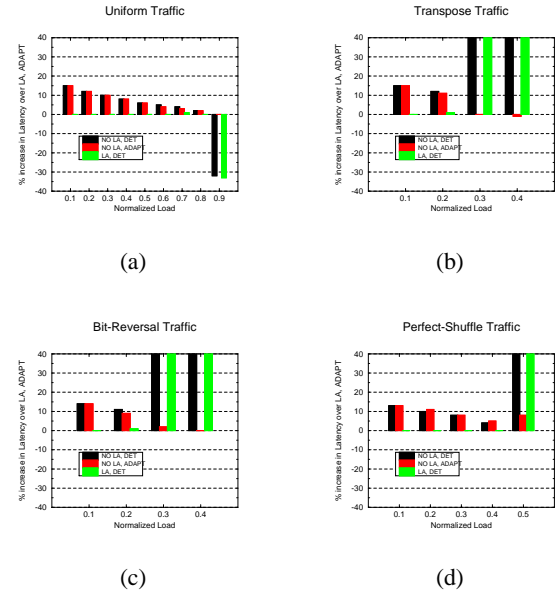 Uniform Traffic
% increase in Latency over LA, ADAPT
40
30
20
10
0
-10
-20
-30
-40
NO LA, DET
NO LA, ADAPT
LA, DET
0.1 0.2 0.3 0.4 0.5 0.6 0.7 0.8 0.9
Normalized Load
(a)
Transpose Traffic
% increase in Latency over LA, ADAPT
40
30
20
10
0
-10
-20
-30
-40
NO LA, DET
NO LA, ADAPT
LA, DET
0.1 0.2 0.3 0.4
Normalized Load
(b)
Bit-Reversal Traffic
% increase in Latency over LA, ADAPT
40
30
20
10
0
-10
-20
-30
-40
NO LA, DET
NO LA, ADAPT
LA, DET
0.1 0.2 0.3 0.4
Normalized Load
(c)
Perfect-Shuffle Traffic
% increase in Latency over LA, ADAPT
40
30
20
10
0
-10
-20
-30
-40
NO LA, DET
NO LA, ADAPT
LA, DET
0.1 0.2 0.3 0.4 0.5
Normalized Load
(d)